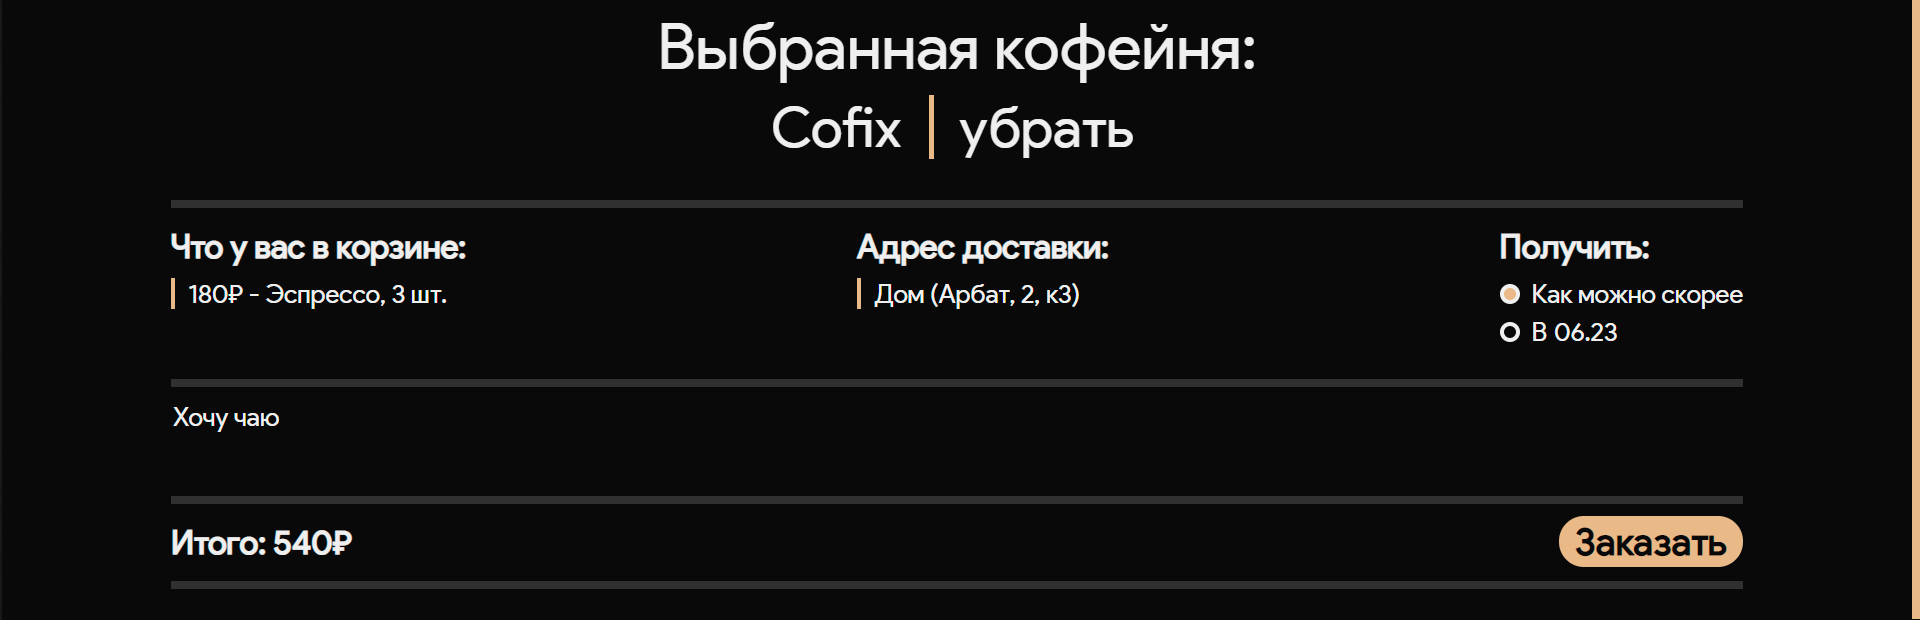 Выбранная кофейня:
Cofix | убрать
Что у вас в корзине:
180₽ - Эспрессо, 3 шт.
Адрес доставки:
Дом (Арбат, 2, к3)
Получить:
Как можно скорее
В 06.23
Хочу чаю
Итого: 540₽
Заказать